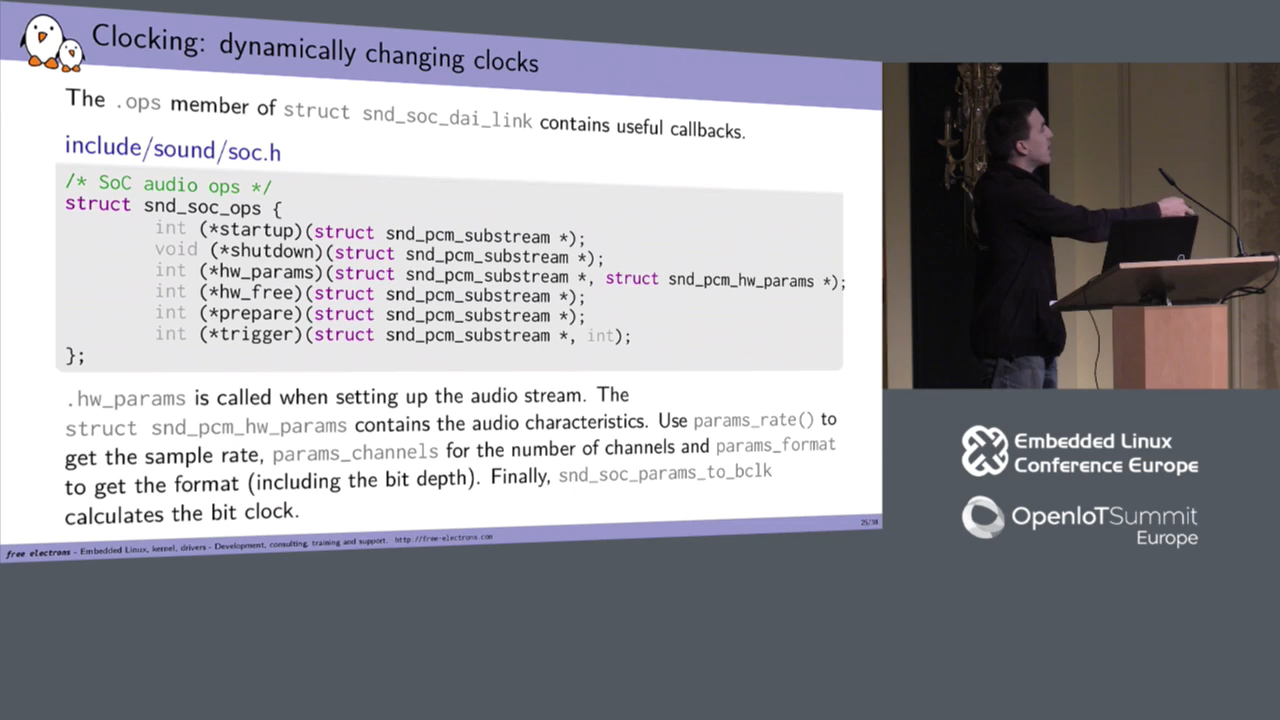 Clocking: dynamically changing clocks
The .ops member of struct snd_soc_dai_link contains useful callbacks.
include/sound/soc.h
/* SoC audio ops */
struct snd_soc_ops {
int (*startup)(struct snd_pcm_substream *);
void (*shutdown)(struct snd_pcm_substream *);
int (*hw_params)(struct snd_pcm_substream *, struct snd_pcm_hw_params *);
int (*hw_free)(struct snd_pcm_substream *);
int (*prepare)(struct snd_pcm_substream *);
int (*trigger)(struct snd_pcm_substream *, int);
};
.hw_params is called when setting up the audio stream. The
struct snd_pcm_hw_params contains the audio characteristics. Use params_rate() to
get the sample rate, params_channels for the number of channels and params_format
to get the format (including the bit depth). Finally, snd_soc_params_to_bclk
calculates the bit clock.
free electrons - Embedded Linux, kernel, drivers - Development, consulting, training and support. http://free-electrons.com
25/38
Embedded Linux
Conference Europe
OpenIoTSummit
Europe